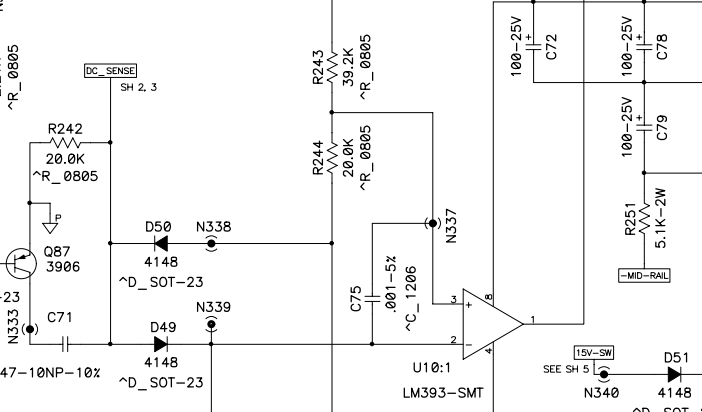 ^R_0805
DC_SENSE
SH 2, 3
R242
20.0K
^R_0805
P
Q87
3906
N333
C71
47-10NP-10%
D50
4148
^D_SOT-23
N338
D49
4148
^D_SOT-23
N339
R243
39.2K
^R_0805
R244
20.0K
^R_0805
N337
C75
.001-5%
^C_1206
3
+
2
-
8
4
1
U10:1
LM393-SMT
100-25V
+
C72
100-25V
+
C78
100-25V
+
C79
R251
5.1K-2W
-MID-RAIL
15V-SW
SEE SH 5
N340
D51
4148
-23